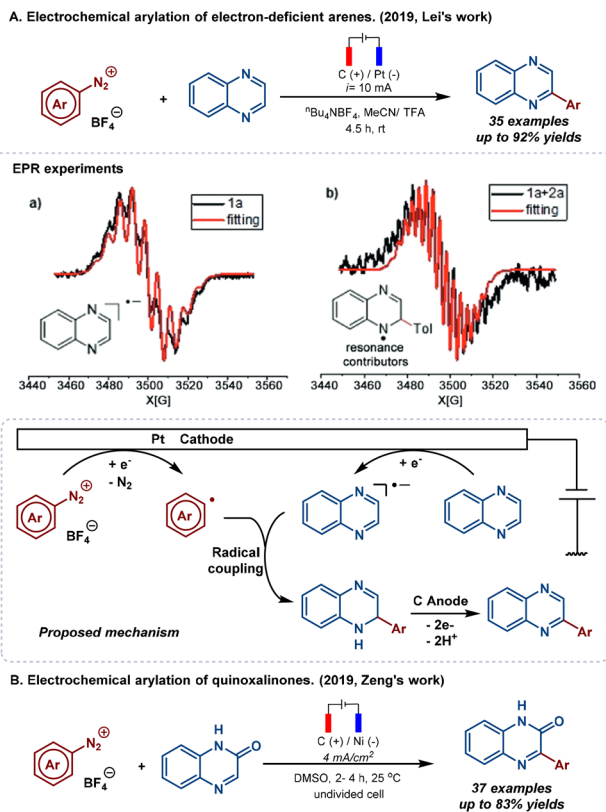 A. Electrochemical arylation of electron-deficient arenes. (2019, Lei's work)
Ar
N2 ⊕
BF4 ⊖
+
N
N
C (+) / Pt (-)
i= 10 mA
nBu4NBF4, MeCN/ TFA
4.5 h, rt
N
N
Ar
35 examples
up to 92% yields
EPR experiments
a)
1a
fitting
N
N
•−
3440 3460 3480 3500 3520 3540 3560
X[G]
b)
1a+2a
fitting
N
N
•
Tol
resonance
contributors
3440 3460 3480 3500 3520 3540 3560
X[G]
Pt Cathode
+ e-
- N2
+ e-
Ar
N2 ⊕
BF4 ⊖
Ar
•
N
N
•−
N
N
Radical
coupling
N
N
H
Ar
C Anode
- 2e-
- 2H+
N
N
Ar
Proposed mechanism
B. Electrochemical arylation of quinoxalinones. (2019, Zeng's work)
Ar
N2 ⊕
BF4 ⊖
+
H
N
O
N
C (+) / Ni (-)
4 mA/cm2
DMSO, 2- 4 h, 25 oC
undivided cell
H
N
O
N
Ar
37 examples
up to 83% yields